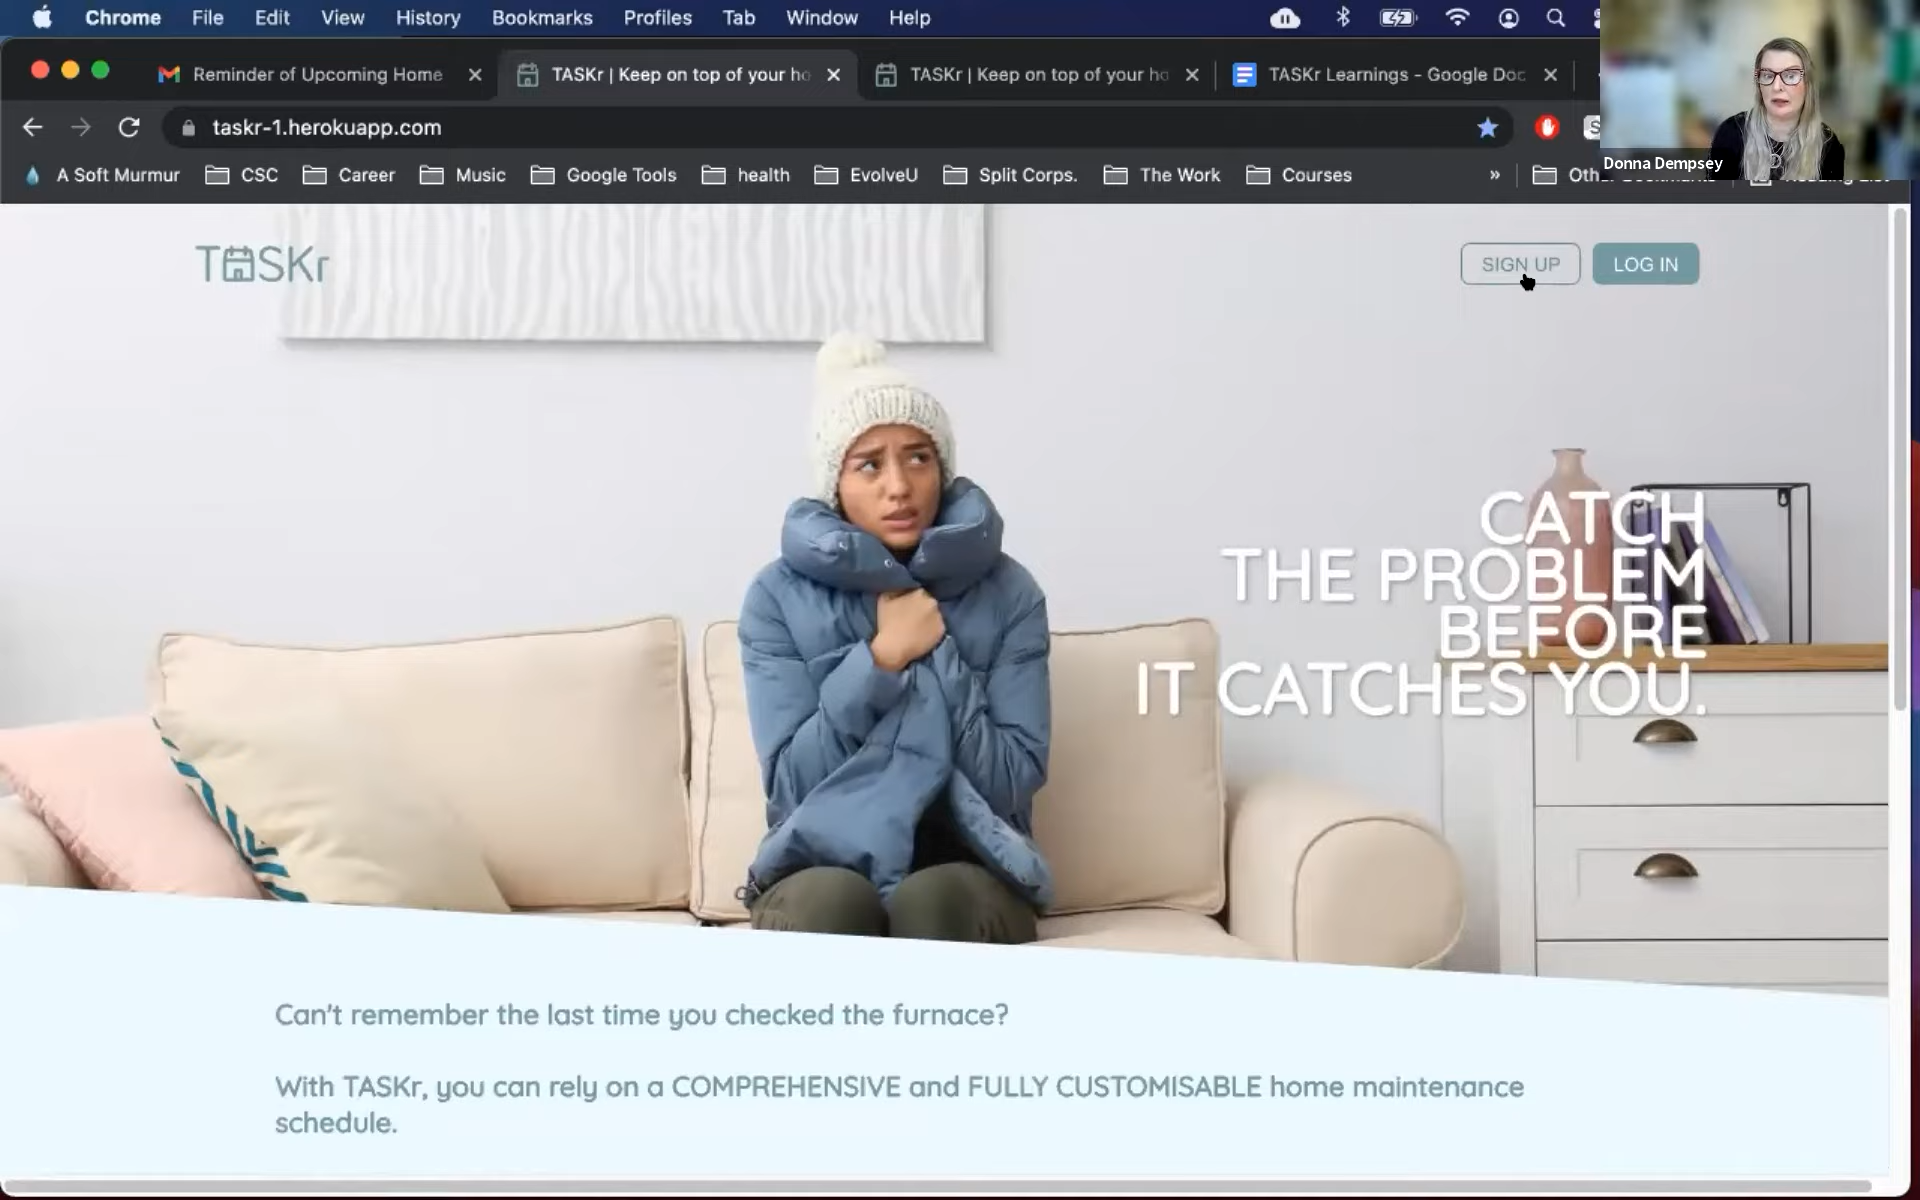 Chrome File Edit View History Bookmarks Profiles Tab Window Help
Reminder of Upcoming Home TASKr | Keep on top of your ho TASKr | Keep on top of your ho TASKr Learnings - Google Doc
taskr-1.herokuapp.com
A Soft Murmur CSC Career Music Google Tools health EvolveU Split Corps. The Work Courses »
Donna Dempsey
TASKr
SIGN UP LOG IN
CATCH
THE PROBLEM
BEFORE
IT CATCHES YOU.
Can't remember the last time you checked the furnace?
With TASKr, you can rely on a COMPREHENSIVE and FULLY CUSTOMISABLE home maintenance
schedule.